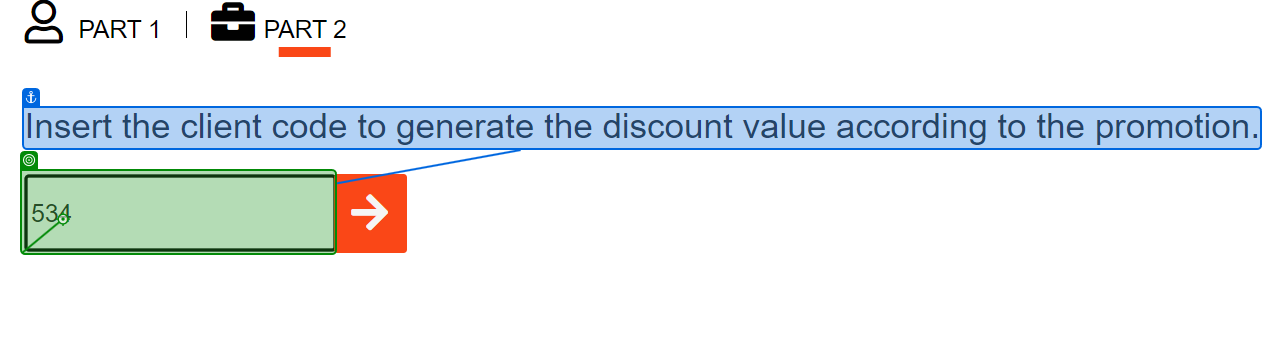 PART 1 PART 2
Insert the client code to generate the discount value according to the promotion.
534